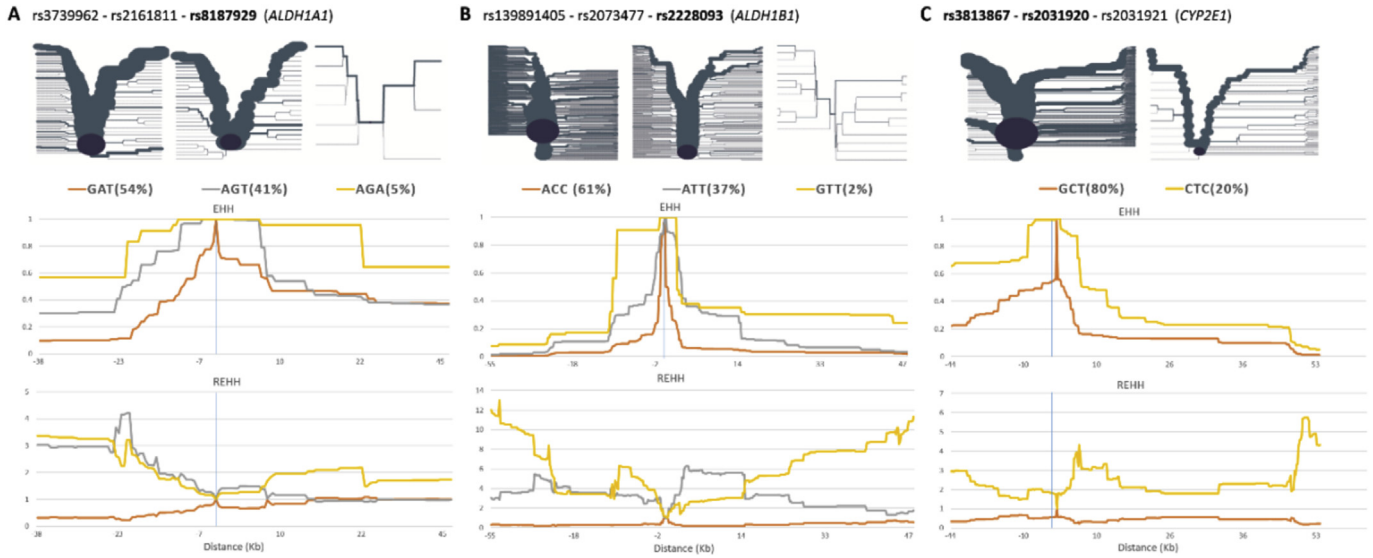 A rs3739962 - rs2161811 - rs8187929 (ALDH1A1)
GAT(54%) AGT(41%) AGA(5%)
EHH
1
0.8
0.6
0.4
0.2
0
-38 -23 -7 10 23 45
REHH
5
4
3
2
1
0
-38 23 -7 10 23 45
Distance (Kb)
B rs139891405 - rs2073477 - rs2228093 (ALDH1B1)
ACC (61%) ATT(37%) GTT(2%)
EHH
1
0.8
0.6
0.4
0.2
0
-55 -18 -2 14 33 47
REHH
14
12
10
8
6
4
2
0
-55 -18 -2 14 33 47
Distance (Kb)
C rs3813867 - rs2031920 - rs2031921 (CYP2E1)
GCT(80%) CTC(20%)
EHH
1
0.8
0.6
0.4
0.2
0
-44 -10 10 26 36 53
REHH
7
6
5
4
3
2
1
0
-44 -10 10 26 36 53
Distance (Kb)